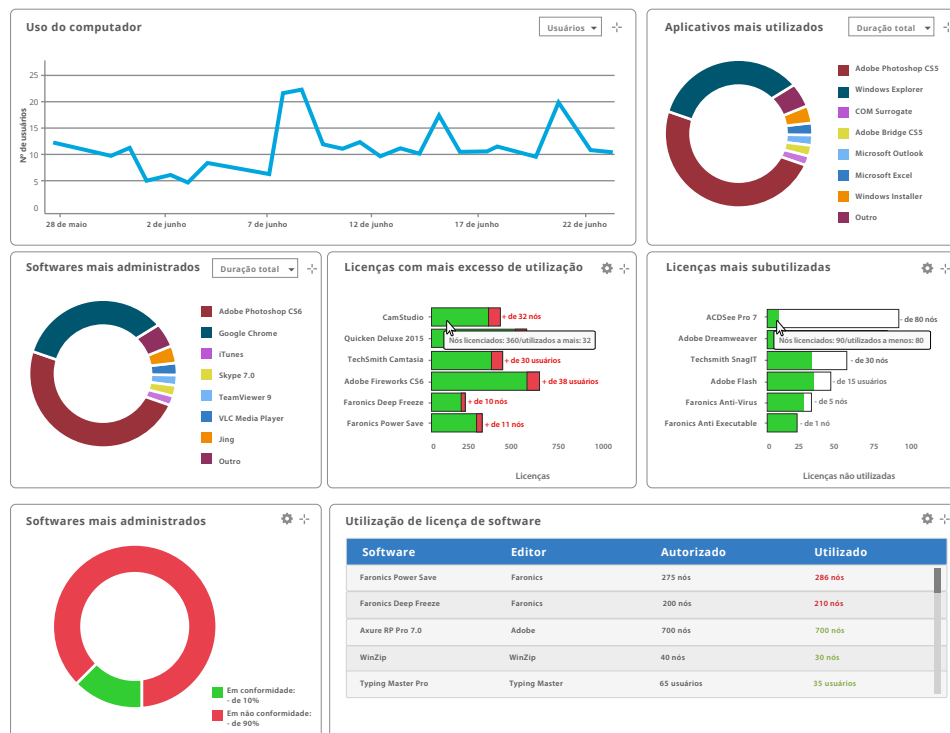 Uso do computador
Usuários
Nº de usuários
25
20
15
10
5
0
28 de maio
2 de junho
7 de junho
12 de junho
17 de junho
22 de junho
Aplicativos mais utilizados
Duração total
Adobe Photoshop CS5
Windows Explorer
COM Surrogate
Adobe Bridge CS5
Microsoft Outlook
Microsoft Excel
Windows Installer
Outro
Softwares mais administrados
Duração total
Adobe Photoshop CS6
Google Chrome
iTunes
Skype 7.0
TeamViewer 9
VLC Media Player
Jing
Outro
Licenças com mais excesso de utilização
CamStudio
+ de 32 nós
Quicken Deluxe 2015
Nós licenciados: 360/utilizados a mais: 32
TechSmith Camtasia
+ de 30 usuários
Adobe Fireworks CS6
+ de 38 usuários
Faronics Deep Freeze
+ de 10 nós
Faronics Power Save
+ de 11 nós
0
250
500
750
1000
Licenças
Licenças mais subutilizadas
ACDSee Pro 7
- de 80 nós
Adobe Dreamweaver
Nós licenciados: 90/utilizados a menos: 80
Techsmith SnagIT
- de 30 nós
Adobe Flash
- de 15 usuários
Faronics Anti-Virus
- de 5 nós
Faronics Anti Executable
- de 1 nó
0
25
50
75
100
Licenças não utilizadas
Softwares mais administrados
Em conformidade:
- de 10%
Em não conformidade:
- de 90%
Utilização de licença de software
Software Editor Autorizado Utilizado
Faronics Power Save Faronics 275 nós 286 nós
Faronics Deep Freeze Faronics 200 nós 210 nós
Axure RP Pro 7.0 Adobe 700 nós 700 nós
WinZip WinZip 40 nós 30 nós
Typing Master Pro Typing Master 65 usuários 35 usuários